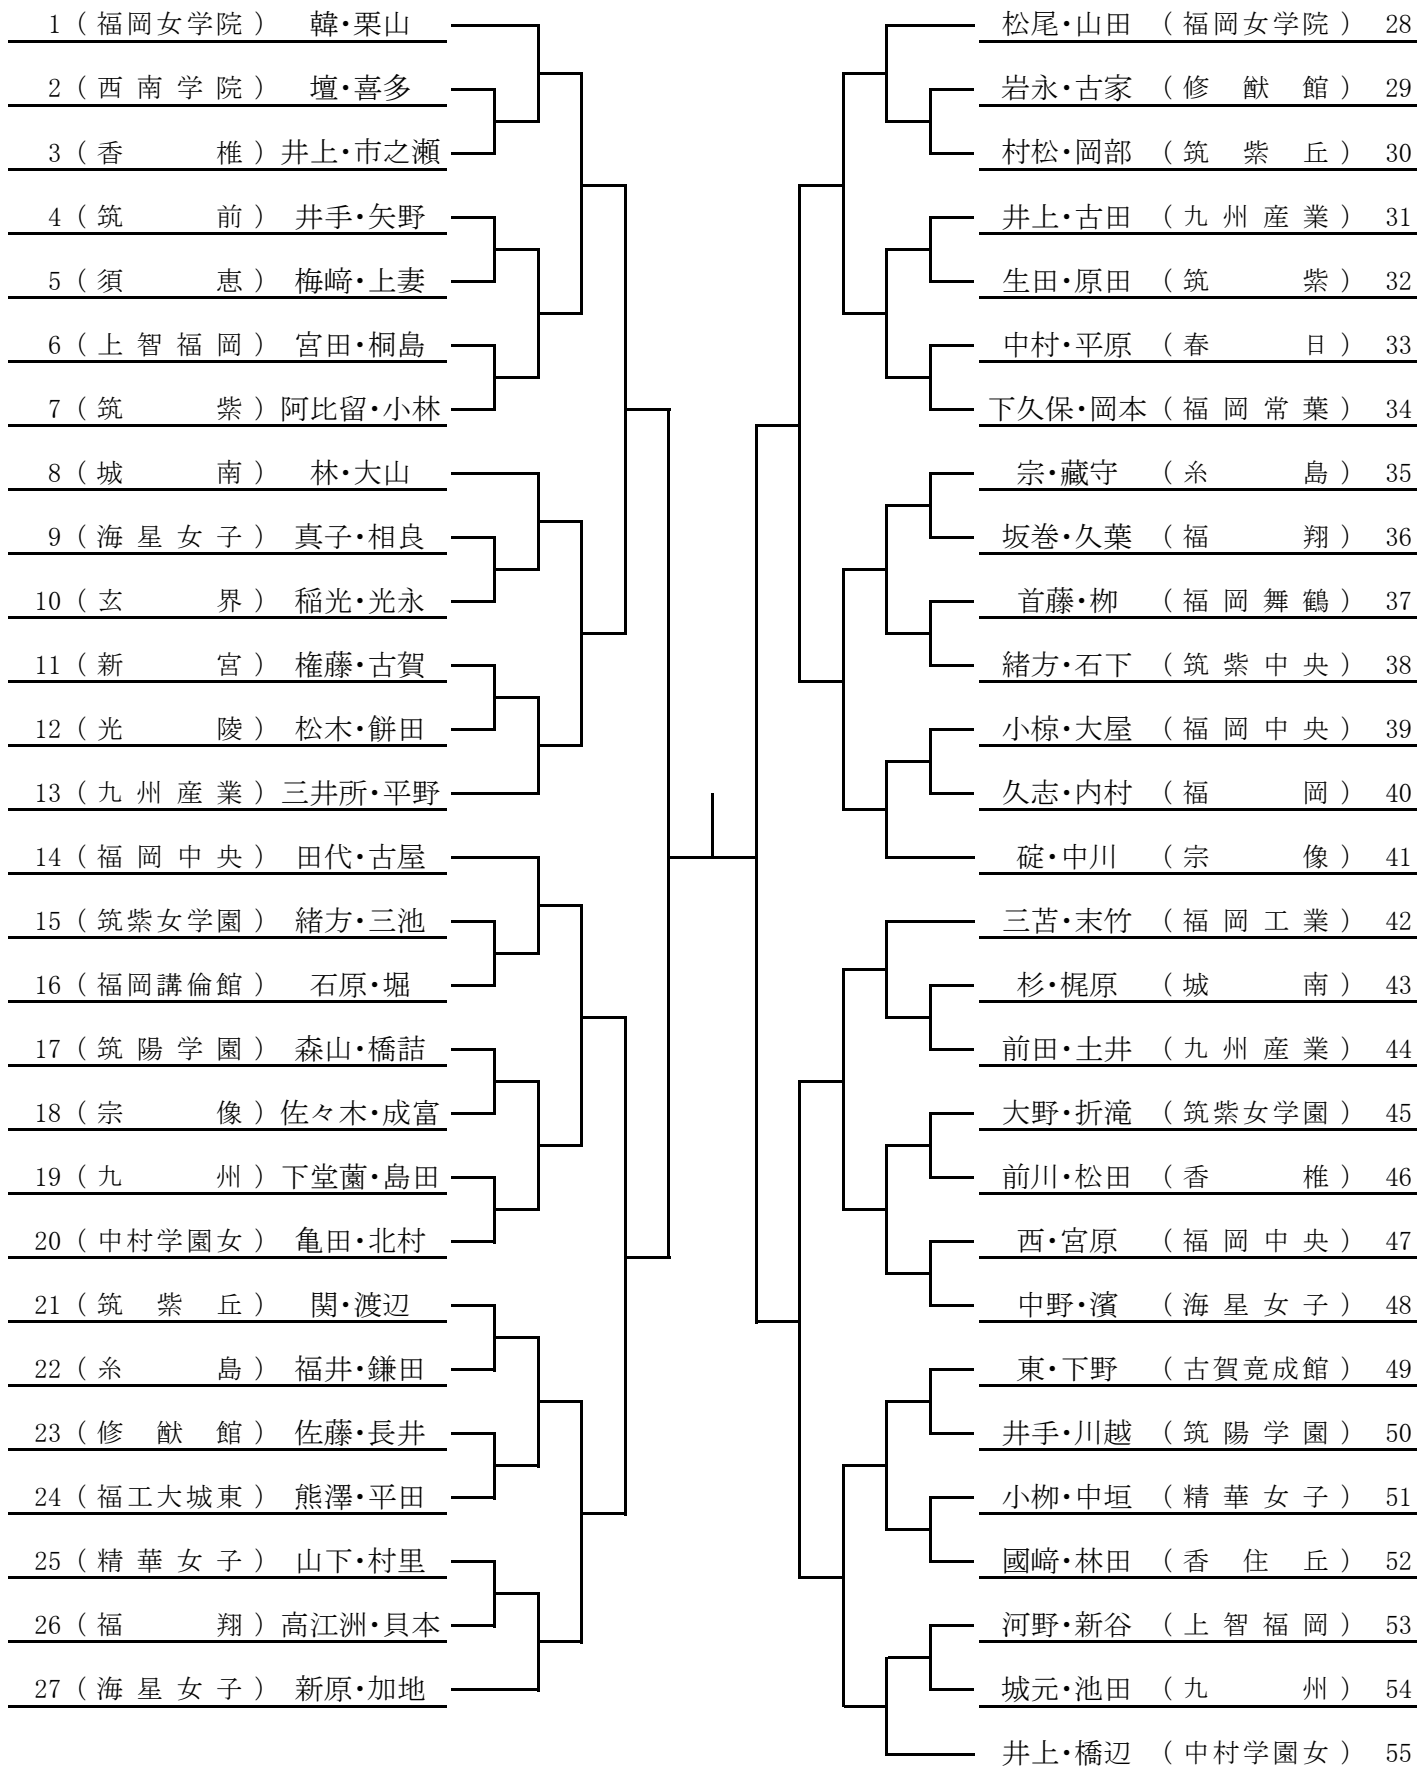 1 ( 福岡女学院 ) 韓・栗山
2 ( 西南学院 ) 壇・喜多
3 ( 香椎 ) 井上・市之瀬
4 ( 筑前 ) 井手・矢野
5 ( 須恵 ) 梅﨑・上妻
6 ( 上智福岡 ) 宮田・桐島
7 ( 筑紫 ) 阿比留・小林
8 ( 城南 ) 林・大山
9 ( 海星女子 ) 真子・相良
10 ( 玄界 ) 稲光・光永
11 ( 新宮 ) 権藤・古賀
12 ( 光陵 ) 松木・餅田
13 ( 九州産業 ) 三井所・平野
14 ( 福岡中央 ) 田代・古屋
15 ( 筑紫女学園 ) 緒方・三池
16 ( 福岡講倫館 ) 石原・堀
17 ( 筑陽学園 ) 森山・橋詰
18 ( 宗像 ) 佐々木・成富
19 ( 九州 ) 下堂薗・島田
20 ( 中村学園女 ) 亀田・北村
21 ( 筑紫丘 ) 関・渡辺
22 ( 糸島 ) 福井・鎌田
23 ( 修猷館 ) 佐藤・長井
24 ( 福工大城東 ) 熊澤・平田
25 ( 精華女子 ) 山下・村里
26 ( 福翔 ) 高江洲・貝本
27 ( 海星女子 ) 新原・加地
松尾・山田 ( 福岡女学院 ) 28
岩永・古家 ( 修猷館 ) 29
村松・岡部 ( 筑紫丘 ) 30
井上・古田 ( 九州産業 ) 31
生田・原田 ( 筑紫 ) 32
中村・平原 ( 春日 ) 33
下久保・岡本 ( 福岡常葉 ) 34
宗・藏守 ( 糸島 ) 35
坂巻・久葉 ( 福翔 ) 36
首藤・栁 ( 福岡舞鶴 ) 37
緒方・石下 ( 筑紫中央 ) 38
小椋・大屋 ( 福岡中央 ) 39
久志・内村 ( 福岡 ) 40
碇・中川 ( 宗像 ) 41
三苫・末竹 ( 福岡工業 ) 42
杉・梶原 ( 城南 ) 43
前田・土井 ( 九州産業 ) 44
大野・折滝 ( 筑紫女学園 ) 45
前川・松田 ( 香椎 ) 46
西・宮原 ( 福岡中央 ) 47
中野・濱 ( 海星女子 ) 48
東・下野 ( 古賀竟成館 ) 49
井手・川越 ( 筑陽学園 ) 50
小栁・中垣 ( 精華女子 ) 51
國﨑・林田 ( 香住丘 ) 52
河野・新谷 ( 上智福岡 ) 53
城元・池田 ( 九州 ) 54
井上・橋辺 ( 中村学園女 ) 55